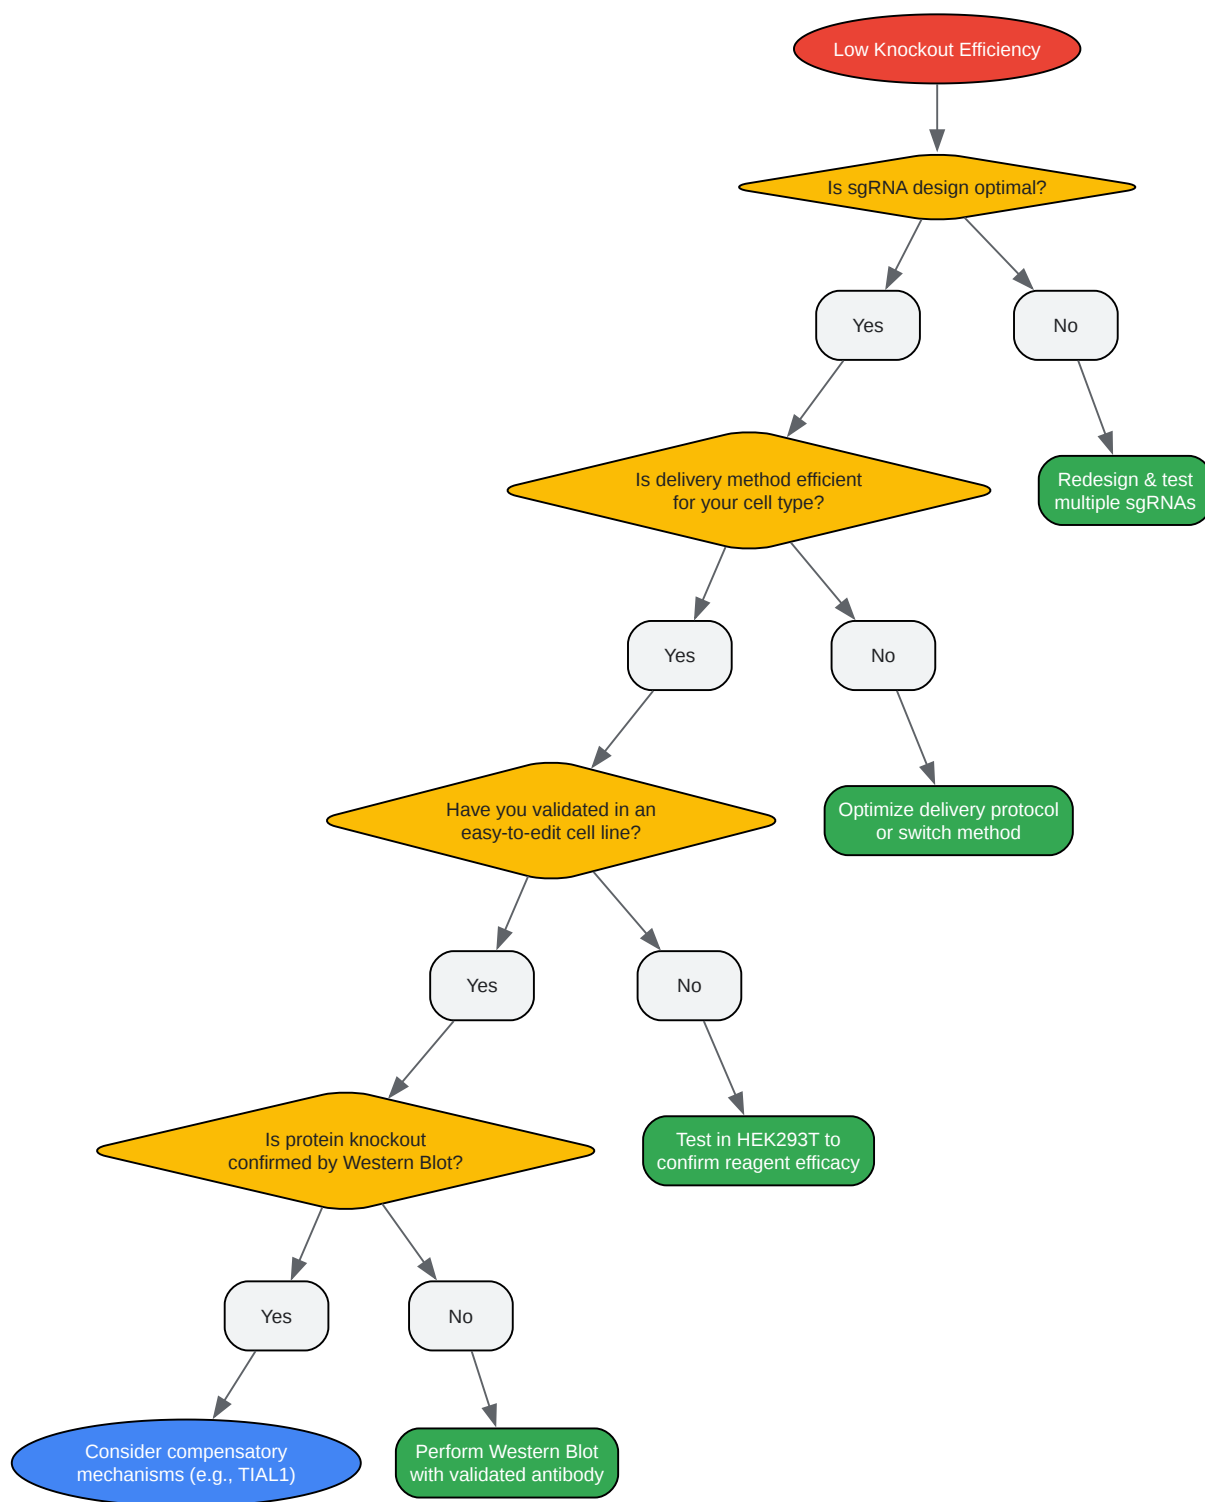 Low Knockout Efficiency
Is sgRNA design optimal?
Yes
No
Is delivery method efficient
for your cell type?
Redesign & test
multiple sgRNAs
Yes
No
Have you validated in an
easy-to-edit cell line?
Optimize delivery protocol
or switch method
Yes
No
Is protein knockout
confirmed by Western Blot?
Test in HEK293T to
confirm reagent efficacy
Yes
No
Consider compensatory
mechanisms (e.g., TIAL1)
Perform Western Blot
with validated antibody